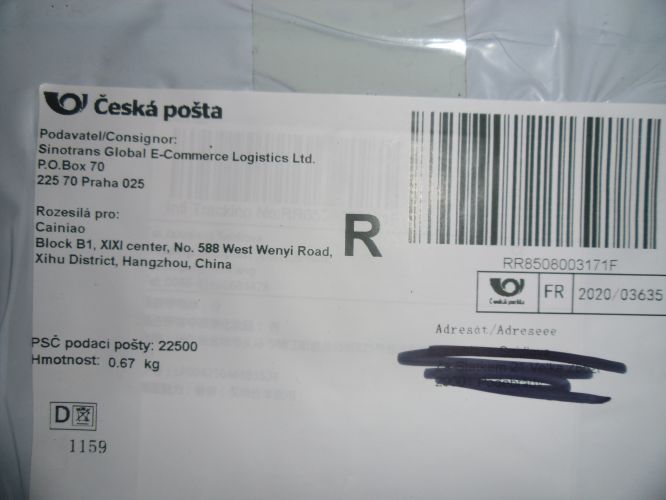 Česká pošta
Podavatel/Consignor:
Sinotrans Global E-Commerce Logistics Ltd.
P.O.Box 70
225 70 Praha 025
Rozesílá pro:
Cainiao
Block B1, XIXI center, No. 588 West Wenyi Road,
Xihu District, Hangzhou, China
R
RR8508003171F
Česká pošta
FR
2020/03635
PSČ podací pošty: 22500
Hmotnost: 0.67 kg
Adresát/Adreseee
D
1159